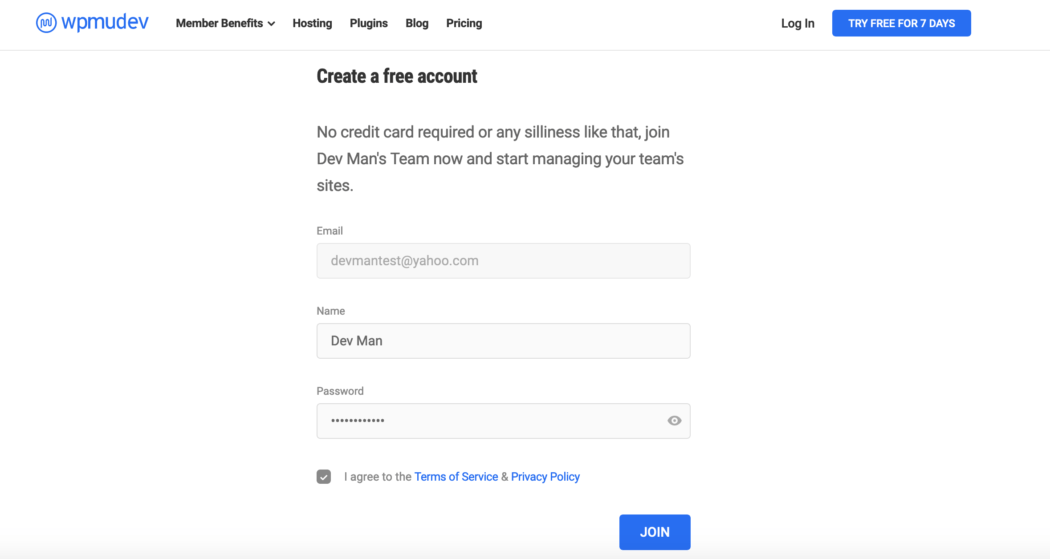 wpmudev Member Benefits Hosting Plugins Blog Pricing Log In TRY FREE FOR 7 DAYS
Create a free account
No credit card required or any silliness like that, join
Dev Man's Team now and start managing your team's
sites.
Email
devmantest@yahoo.com
Name
Dev Man
Password
••••••••••••
I agree to the Terms of Service & Privacy Policy
JOIN